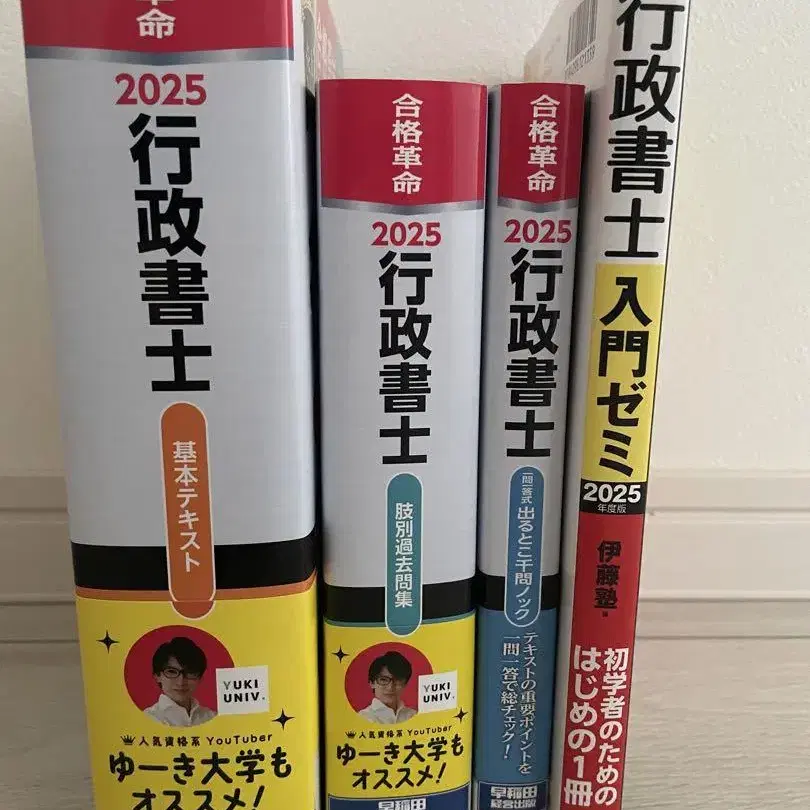 革命
2025
行政書士
基本テキスト
YUKI
UNIV.
人気資格系 YouTuber
ゆーき大学も
オススメ!
合格革命
2025
行政書士
肢別過去問集
YUKI
UNIV.
人気資格系 YouTuber
ゆーき大学も
オススメ!
早稲田
合格革命
2025
行政書士
一問一答式 出るとこ千問ノック
テキストの重要ポイントを
一問一答で総チェック!
早稲田
経営出版
行政書士
入門ゼミ
2025
年度版
伊藤塾
初学者のための
はじめの1冊